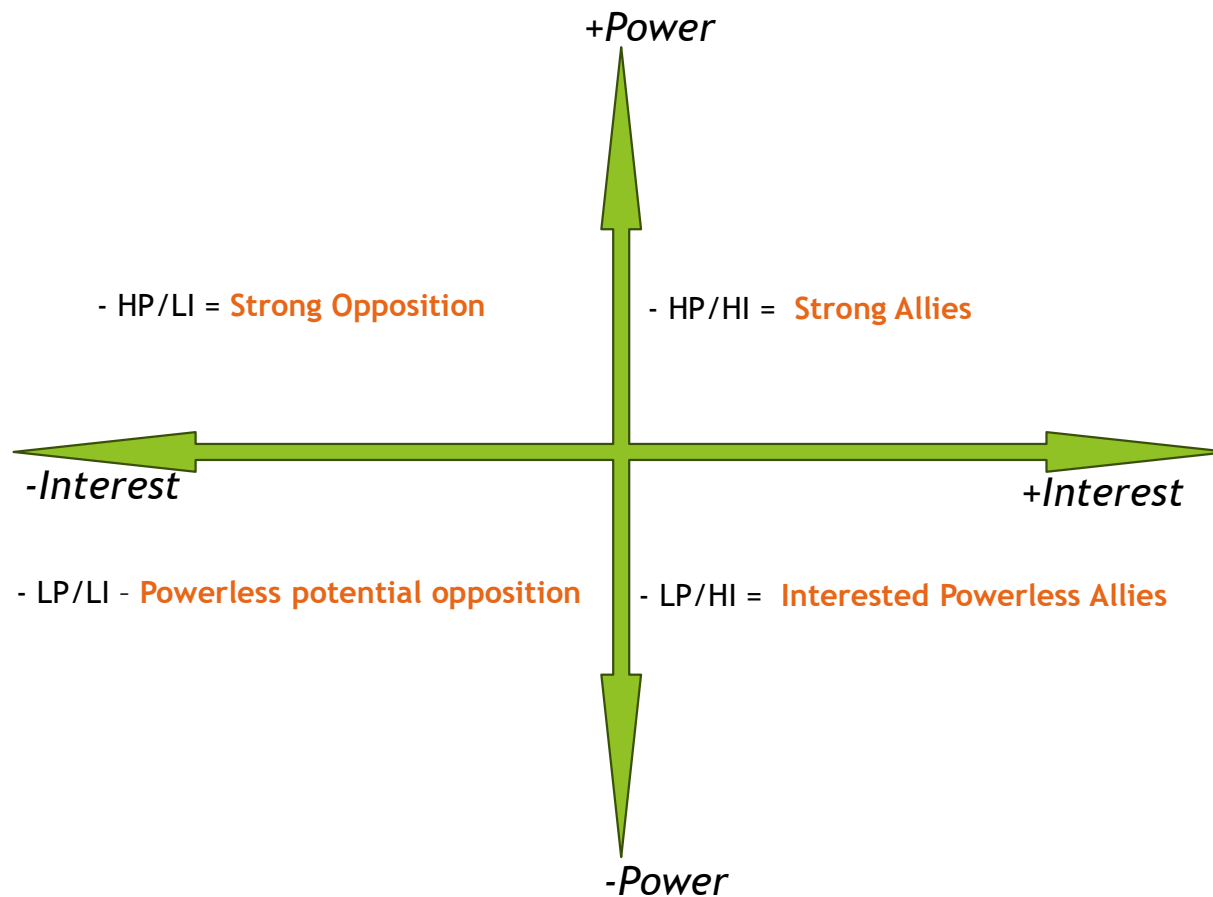 +Power
- HP/LI = Strong Opposition
- HP/HI = Strong Allies
-Interest
+Interest
- LP/LI – Powerless potential opposition
- LP/HI = Interested Powerless Allies
-Power